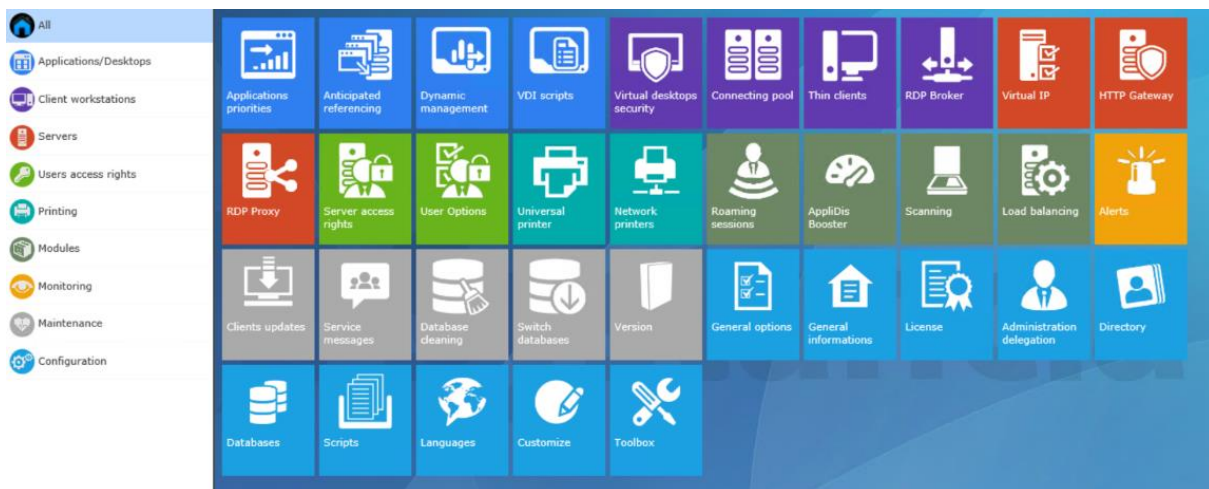 All
Applications/Desktops
Client workstations
Servers
Users access rights
Printing
Modules
Monitoring
Maintenance
Configuration
Applications
priorities
Anticipated
referencing
Dynamic
management
VDI scripts
Virtual desktops
security
Connecting pool
Thin clients
RDP Broker
Virtual IP
HTTP Gateway
RDP Proxy
Server access
rights
User Options
Universal
printer
Network
printers
Roaming
sessions
AppliDis
Booster
Scanning
Load balancing
Alerts
Clients updates
Service
messages
Database
cleaning
Switch
databases
Version
General options
General
informations
License
Administration
delegation
Directory
Databases
Scripts
Languages
Customize
Toolbox